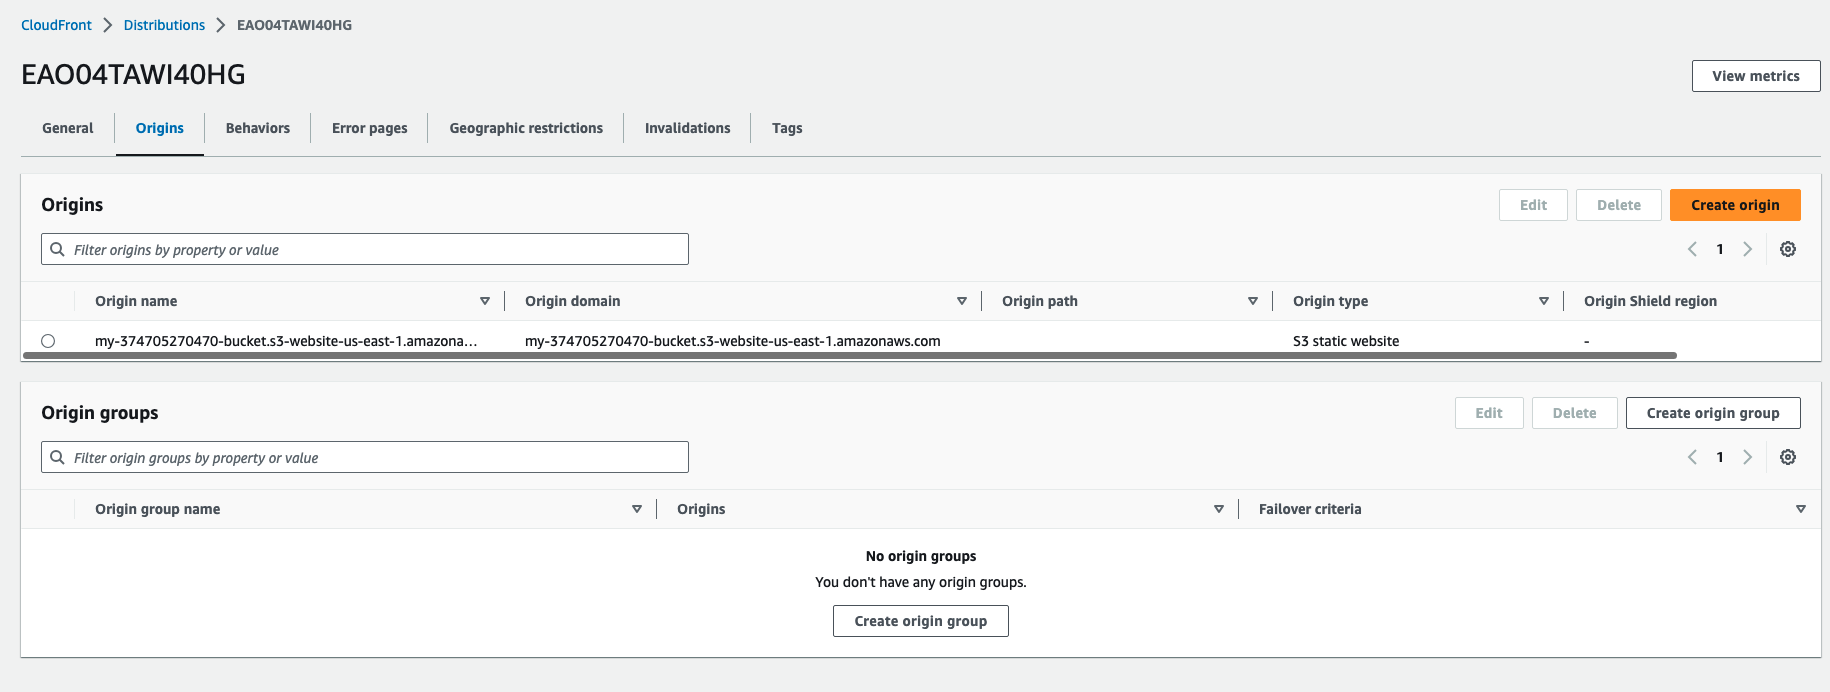 CloudFront > Distributions > EAO04TAWI40HG
EAO04TAWI40HG
View metrics
General Origins Behaviors Error pages Geographic restrictions Invalidations Tags
Origins
Edit Delete Create origin
Filter origins by property or value
1
Origin name Origin domain Origin path Origin type Origin Shield region
my-374705270470-bucket.s3-website-us-east-1.amazona... my-374705270470-bucket.s3-website-us-east-1.amazonaws.com S3 static website -
Origin groups
Edit Delete Create origin group
Filter origin groups by property or value
1
Origin group name Origins Failover criteria
No origin groups
You don't have any origin groups.
Create origin group